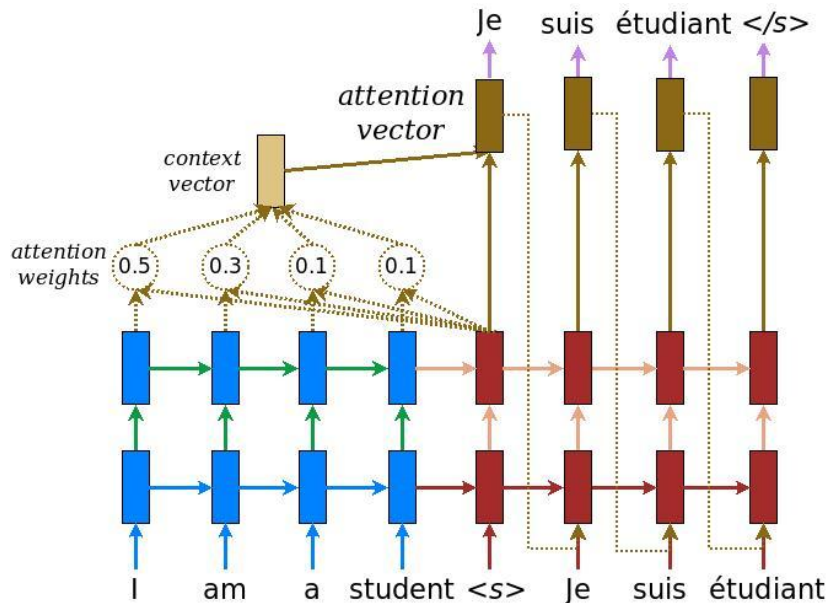 Je suis étudiant </s>
attention
vector
context
vector
attention
weights
0.5 0.3 0.1 0.1
I am a student <s> Je suis étudiant